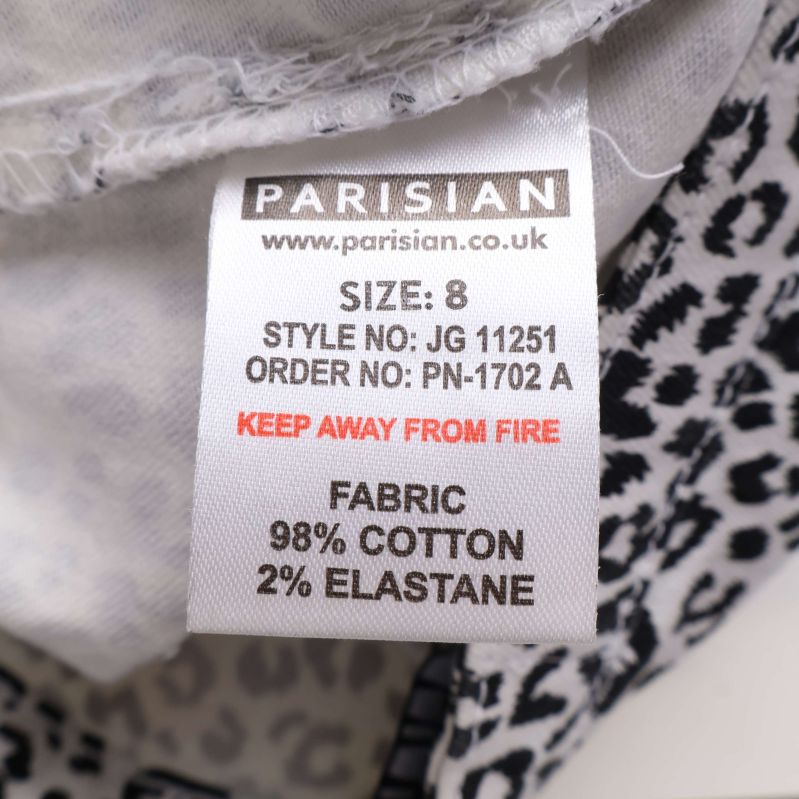 PARISIAN
www.parisian.co.uk
SIZE: 8
STYLE NO: JG 11251
ORDER NO: PN-1702 A
KEEP AWAY FROM FIRE
FABRIC
98% COTTON
2% ELASTANE